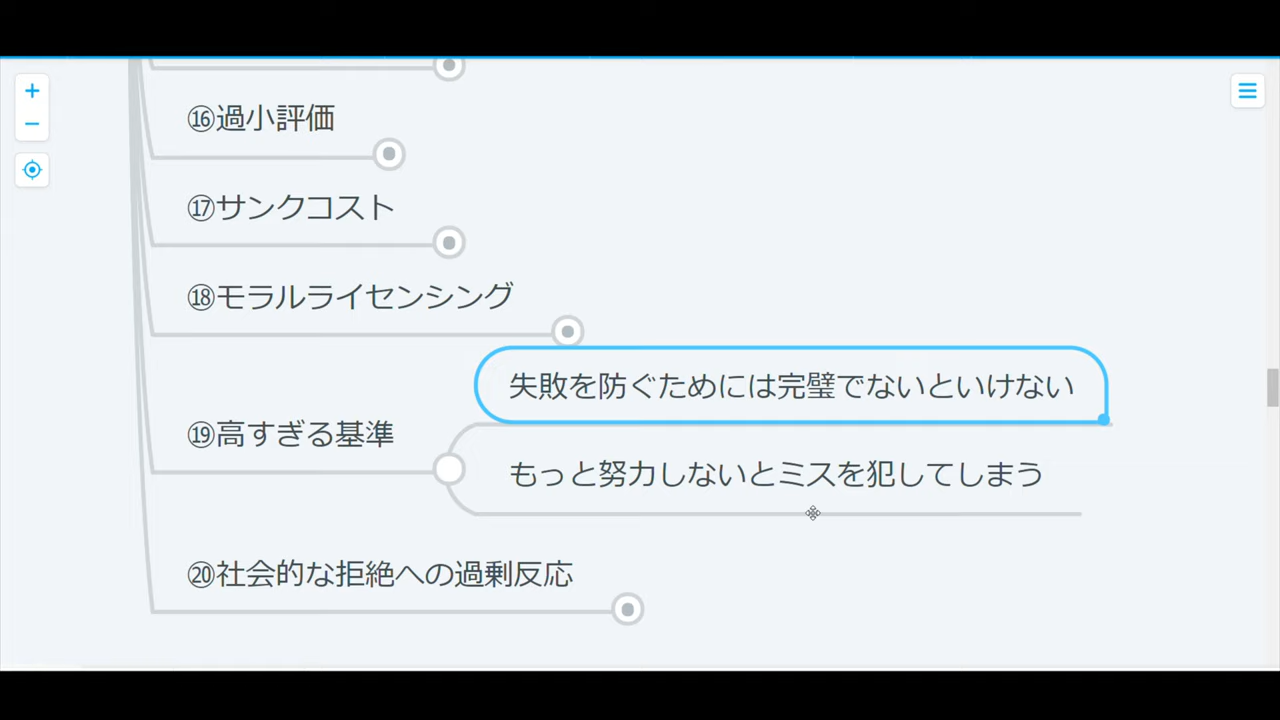 ⑯過小評価
⑰サンクコスト
⑱モラルライセンシング
⑲高すぎる基準
失敗を防ぐためには完璧でないといけない
もっと努力しないとミスを犯してしまう
⑳社会的な拒絶への過剰反応